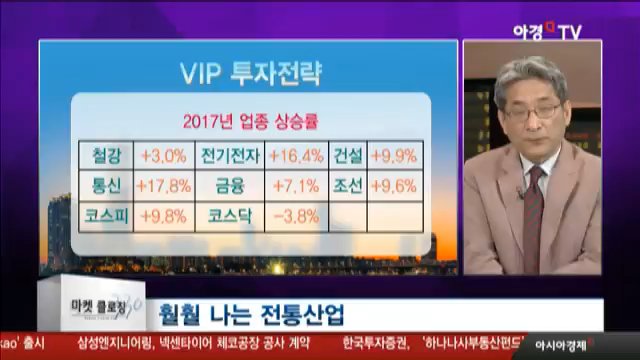 아경TV
VIP 투자전략
2017년 업종 상승률
철강 +3.0% 전기전자 +16.4% 건설 +9.9%
통신 +17.8% 금융 +7.1% 조선 +9.6%
코스피 +9.8% 코스닥 -3.8%
마켓 클로징
훨훨 나는 전통산업
kao' 출시 삼성엔지니어링, 넥센타이어 체코공장 공사 계약 한국투자증권, '하나나사부동산펀드 아시아경제